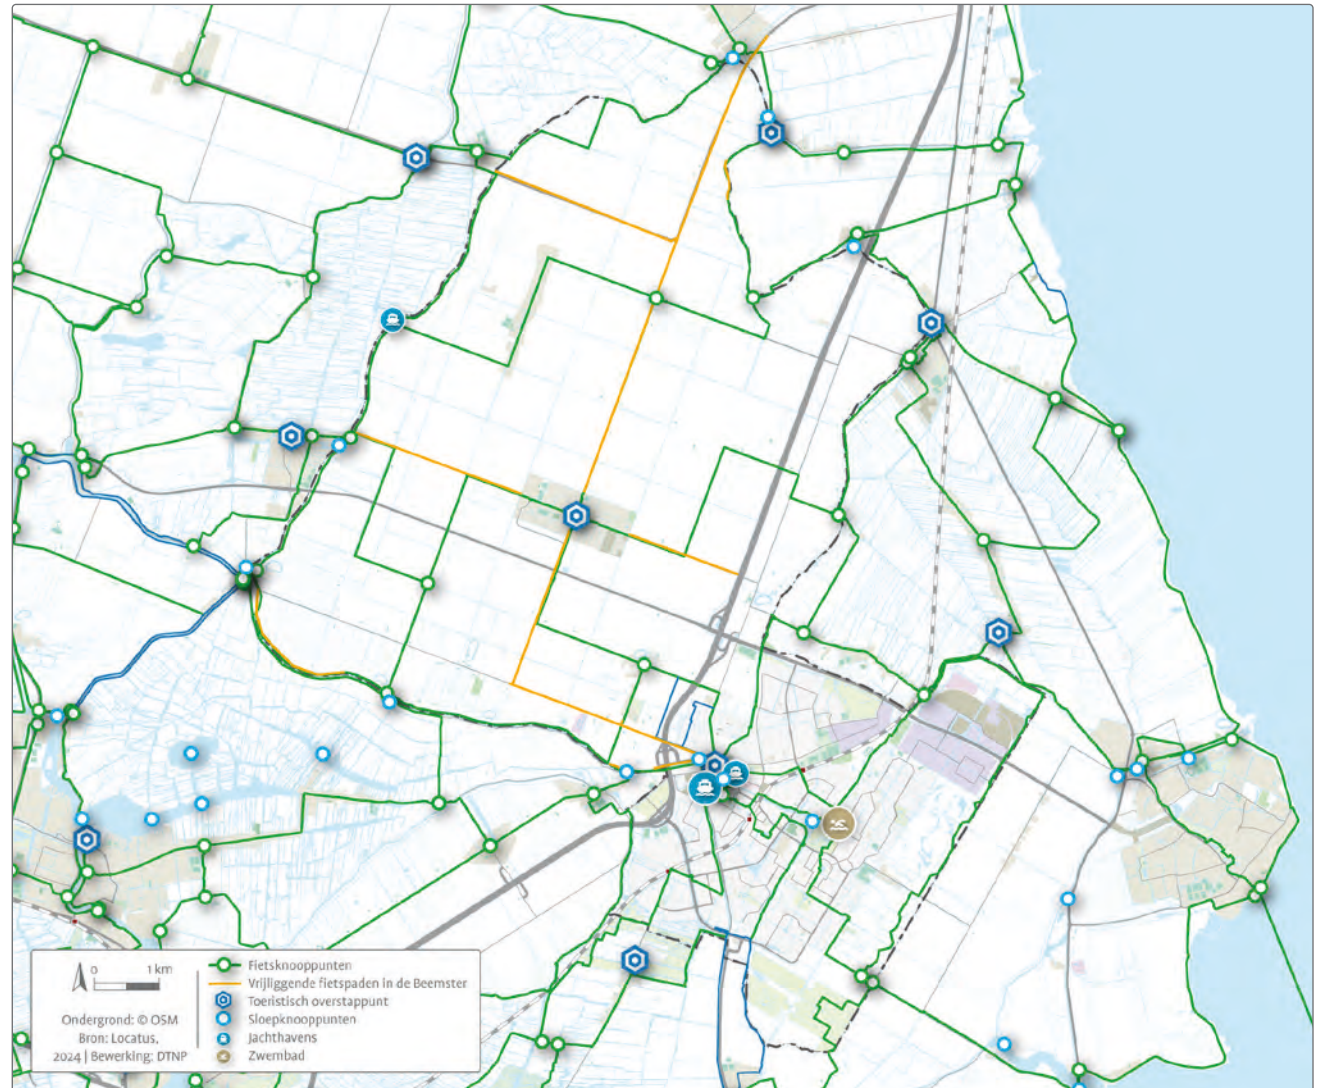 0 1 km
Ondergrond: © OSM
Bron: Locatus,
2024 | Bewerking: DTNP
Fietsknooppunten
Vrijliggende fietspaden in de Beemster
Toeristisch overstappunt
Sloepknooppunten
Jachthavens
Zwembad